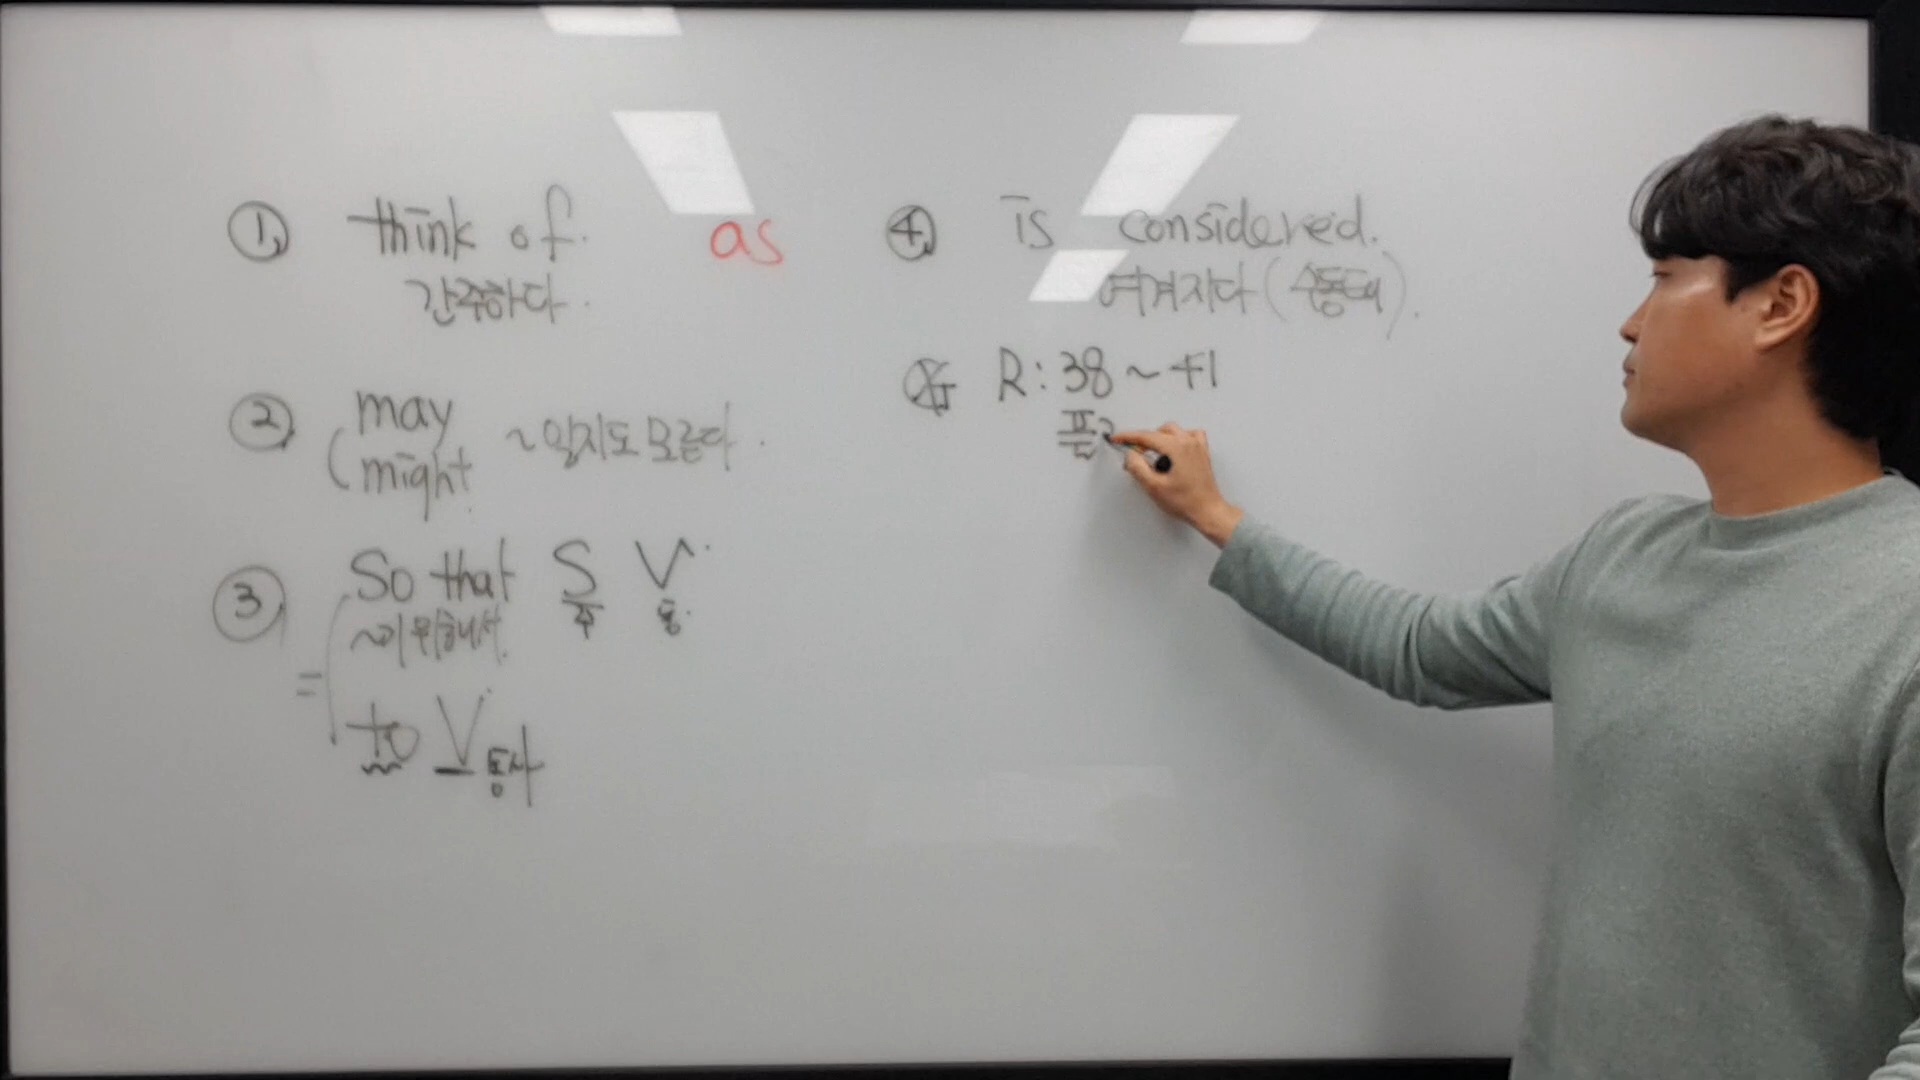 ① think of. as
간주하다.
② may
might ~일지도 모른다.
③ So that S V.
~기 위해서. 주 동.
= to V 동사
④ is considered.
여겨지다 (수동태).
R : 38 ~ 41